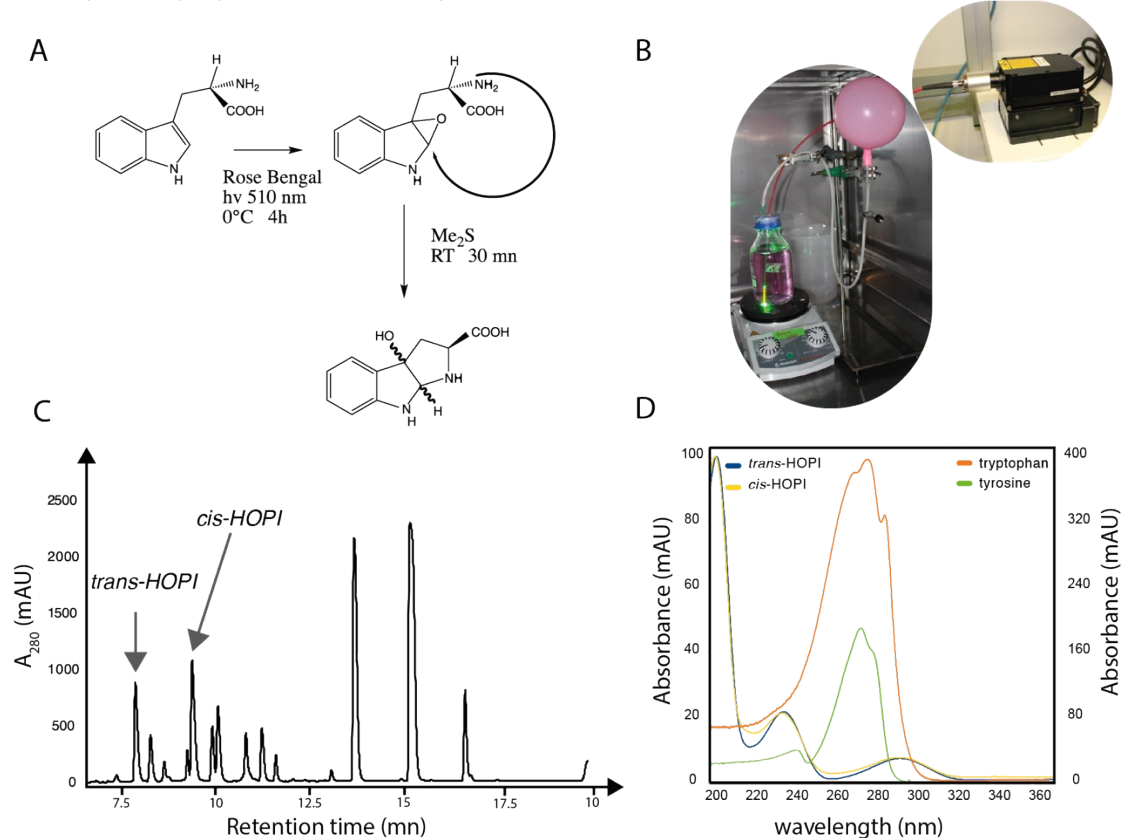 A
H
NH2
COOH
N
H
Rose Bengal
hv 510 nm
0°C 4h
H
NH2
COOH
O
N
H
Me2S
RT 30 mn
HO
COOH
NH
N
H
H
B
C
A280 (mAU)
2500
2000
1500
1000
500
0
trans-HOPI
cis-HOPI
7.5 10 12.5 15 17.5 10
Retention time (mn)
D
Absorbance (mAU)
100
80
60
40
20
0
trans-HOPI
cis-HOPI
tryptophan
tyrosine
400
320
240
160
80
0
Absorbance (mAU)
200 220 240 260 280 300 320 340 360
wavelength (nm)